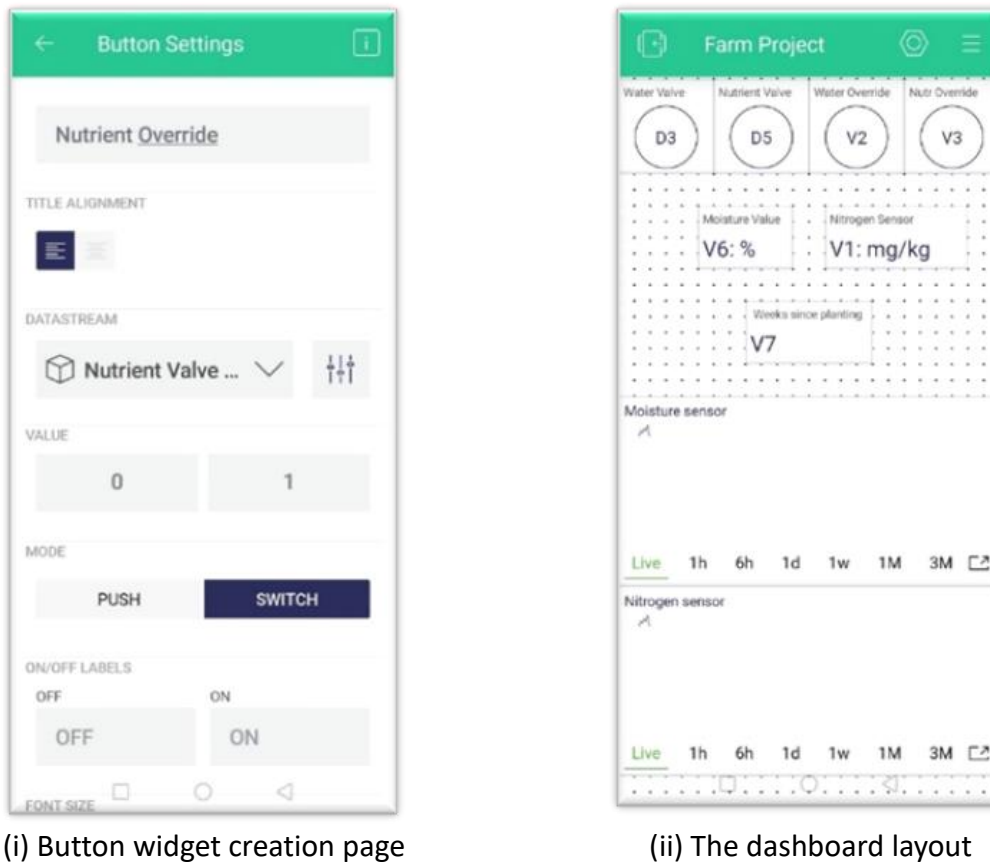 Button Settings
i
Nutrient Override
TITLE ALIGNMENT
DATASTREAM
Nutrient Valve ...
VALUE
0 1
MODE
PUSH SWITCH
ON/OFF LABELS
OFF ON
OFF ON
FONT SIZE
(i) Button widget creation page
Farm Project
Water Valve Nutrient Valve Water Override Nutr Override
D3 D5 V2 V3
Moisture Value Nitrogen Sensor
V6: % V1: mg/kg
Weeks since planting
V7
Moisture sensor
Live 1h 6h 1d 1w 1M 3M
Nitrogen sensor
Live 1h 6h 1d 1w 1M 3M
(ii) The dashboard layout